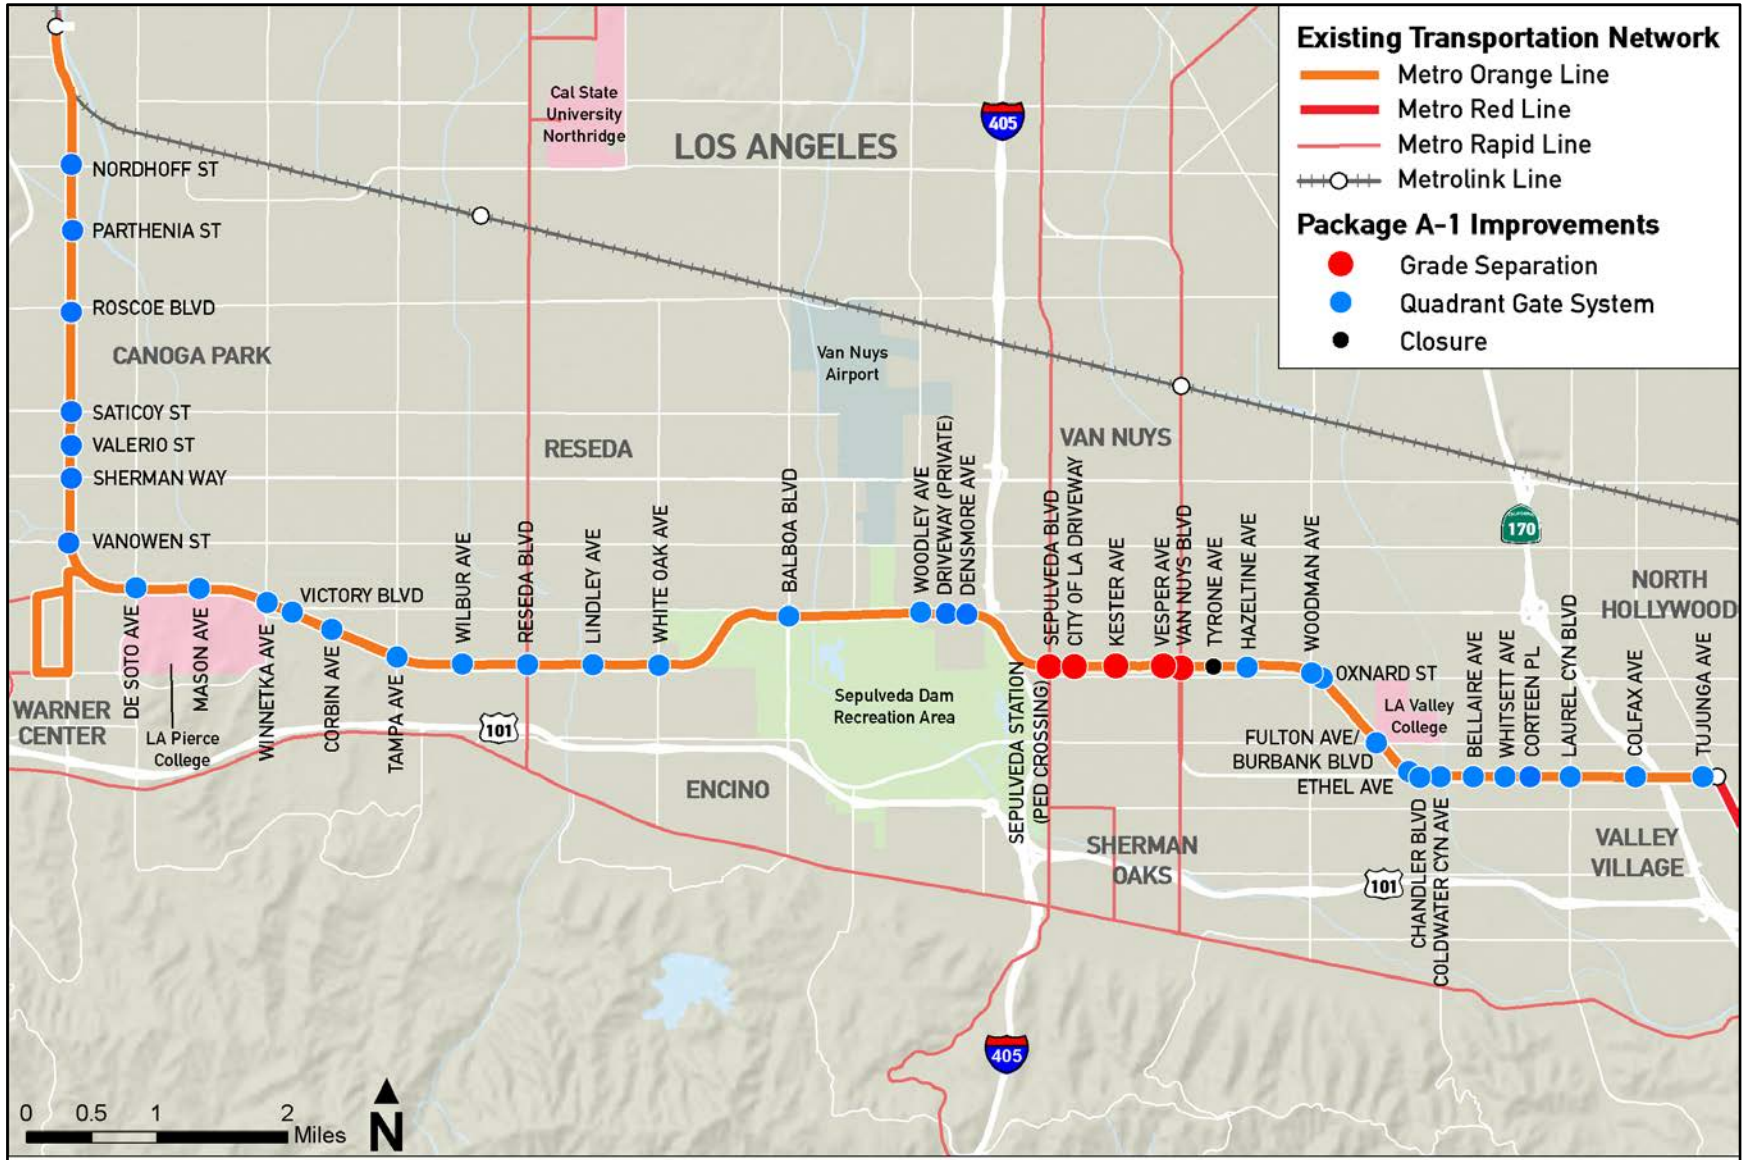 Existing Transportation Network
Metro Orange Line
Metro Red Line
Metro Rapid Line
Metrolink Line
Package A-1 Improvements
Grade Separation
Quadrant Gate System
Closure
Cal State
University
Northridge
LOS ANGELES
405
NORDHOFF ST
PARTHENIA ST
ROSCOE BLVD
CANOGA PARK
SATICOY ST
VALERIO ST
SHERMAN WAY
VANOWEN ST
Van Nuys
Airport
RESEDA
VAN NUYS
CALIFORNIA
170
NORTH
HOLLYWOOD
DE SOTO AVE
MASON AVE
WINNETKA AVE
VICTORY BLVD
CORBIN AVE
TAMPA AVE
WILBUR AVE
RESEDA BLVD
LINDLEY AVE
WHITE OAK AVE
BALBOA BLVD
WOODLEY AVE
DRIVEWAY (PRIVATE)
DENSMORE AVE
SEPULVEDA STATION
(PED CROSSING)
SEPULVEDA BLVD
CITY OF LA DRIVEWAY
KESTER AVE
VESPER AVE
VAN NUYS BLVD
TYRONE AVE
HAZELTINE AVE
WOODMAN AVE
OXNARD ST
LA Valley
College
FULTON AVE/
BURBANK BLVD
ETHEL AVE
CHANDLER BLVD
COLDWATER CYN AVE
BELLAIRE AVE
WHITSETT AVE
CORTEEN PL
LAUREL CYN BLVD
COLFAX AVE
TUJUNGA AVE
WARNER
CENTER
LA Pierce
College
101
Sepulveda Dam
Recreation Area
ENCINO
SHERMAN
OAKS
VALLEY
VILLAGE
101
405
0 0.5 1 2
Miles
N